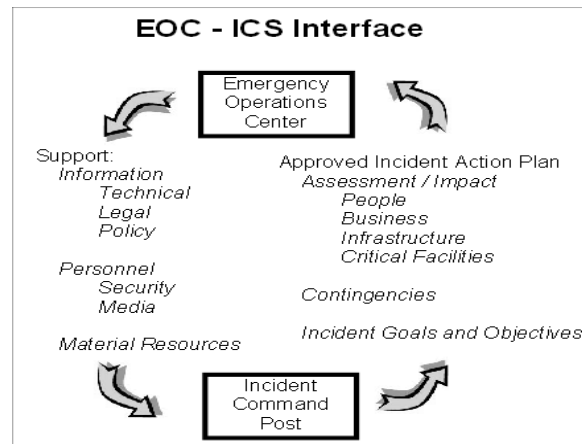 EOC - ICS Interface
Emergency
Operations
Center
Support:
Information
Technical
Legal
Policy
Personnel
Security
Media
Material Resources
Approved Incident Action Plan
Assessment / Impact
People
Business
Infrastructure
Critical Facilities
Contingencies
Incident Goals and Objectives
Incident
Command
Post